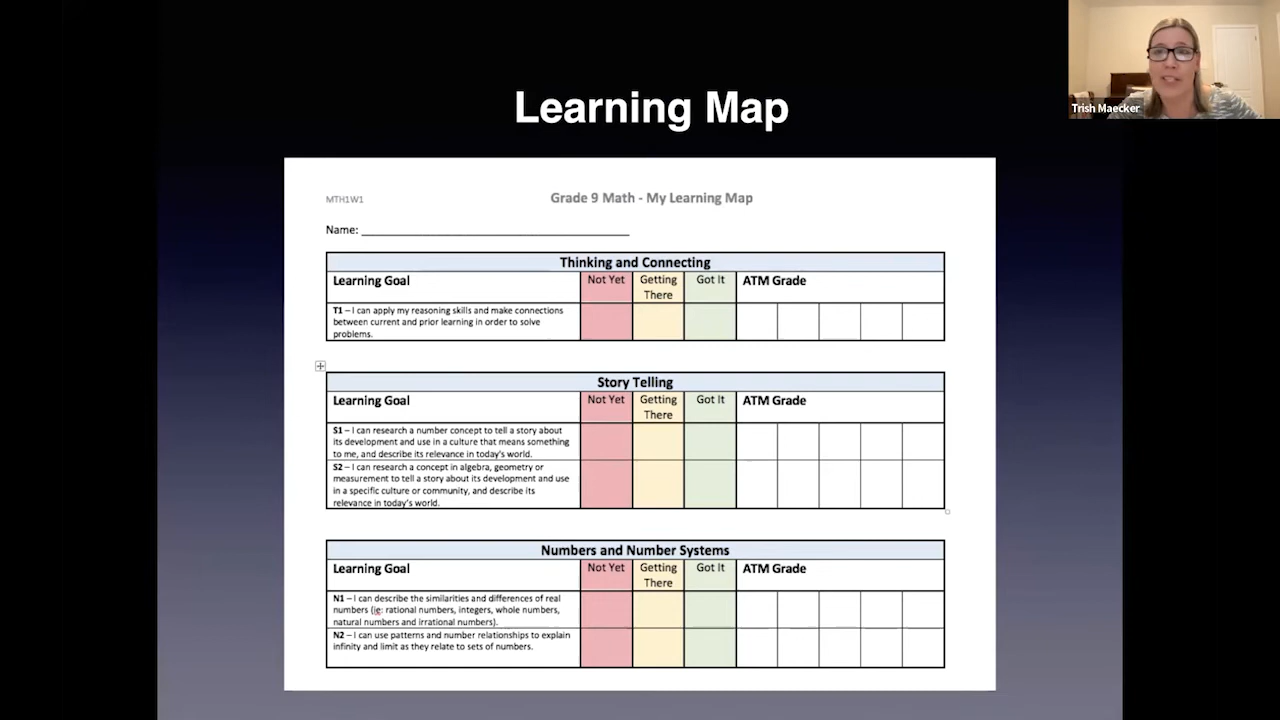 Learning Map
Trish Maecker
MTH1W1
Grade 9 Math - My Learning Map
Name: ______________________________
Thinking and Connecting
Learning Goal
Not Yet
Getting
There
Got It
ATM Grade
T1 – I can apply my reasoning skills and make connections
between current and prior learning in order to solve
problems.
Story Telling
Learning Goal
Not Yet
Getting
There
Got It
ATM Grade
S1 – I can research a number concept to tell a story about
its development and use in a culture that means something
to me, and describe its relevance in today's world.
S2 – I can research a concept in algebra, geometry or
measurement to tell a story about its development and use
in a specific culture or community, and describe its
relevance in today's world.
Numbers and Number Systems
Learning Goal
Not Yet
Getting
There
Got It
ATM Grade
N1 – I can describe the similarities and differences of real
numbers (ie: rational numbers, integers, whole numbers,
natural numbers and irrational numbers).
N2 – I can use patterns and number relationships to explain
infinity and limit as they relate to sets of numbers.